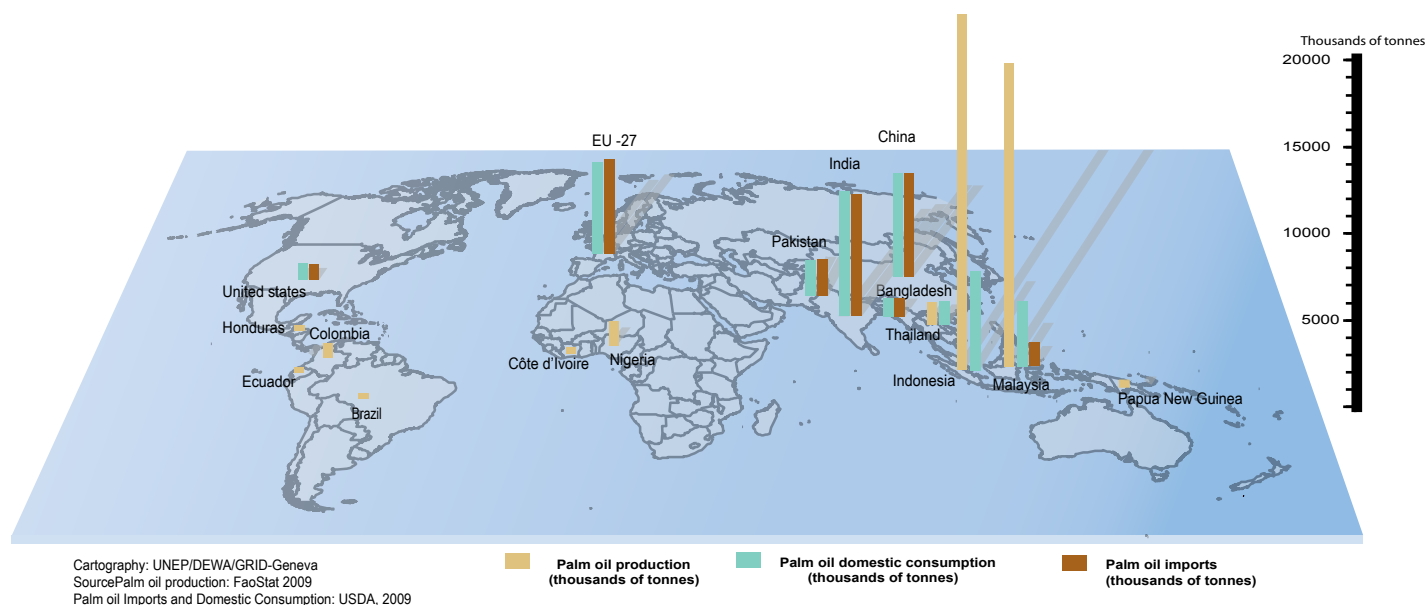 Thousands of tonnes
20000
15000
10000
5000
EU -27
China
India
Pakistan
Bangladesh
United states
Honduras
Colombia
Thailand
Côte d'Ivoire
Nigeria
Ecuador
Indonesia
Malaysia
Brazil
Papua New Guinea
Cartography: UNEP/DEWA/GRID-Geneva
SourcePalm oil production: FaoStat 2009
Palm oil Imports and Domestic Consumption: USDA, 2009
Palm oil production
(thousands of tonnes)
Palm oil domestic consumption
(thousands of tonnes)
Palm oil imports
(thousands of tonnes)